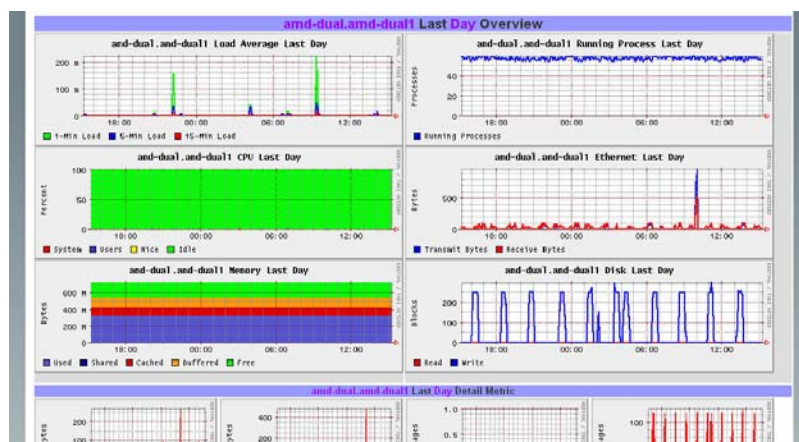 amd-dual.amd-dual1 Last Day Overview
amd-dual.amd-dual1 Load Average Last Day
200 m
100 m
0
18:00 00:00 06:00 12:00
1-Min Load 5-Min Load 15-Min Load
amd-dual.amd-dual1 Running Process Last Day
Processes
40
20
0
18:00 00:00 06:00 12:00
Running Processes
amd-dual.amd-dual1 CPU Last Day
Percent
100
50
0
18:00 00:00 06:00 12:00
System Users Nice Idle
amd-dual.amd-dual1 Ethernet Last Day
Bytes
500
0
18:00 00:00 06:00 12:00
Transmit Bytes Receive Bytes
amd-dual.amd-dual1 Memory Last Day
Bytes
600 M
400 M
200 M
0
18:00 00:00 06:00 12:00
Used Shared Cached Buffered Free
amd-dual.amd-dual1 Disk Last Day
Blocks
200
100
0
18:00 00:00 06:00 12:00
Read Write
amd-dual.amd-dual1 Last Day Detail Metric
200
100
400
200
1.0
0.5
100